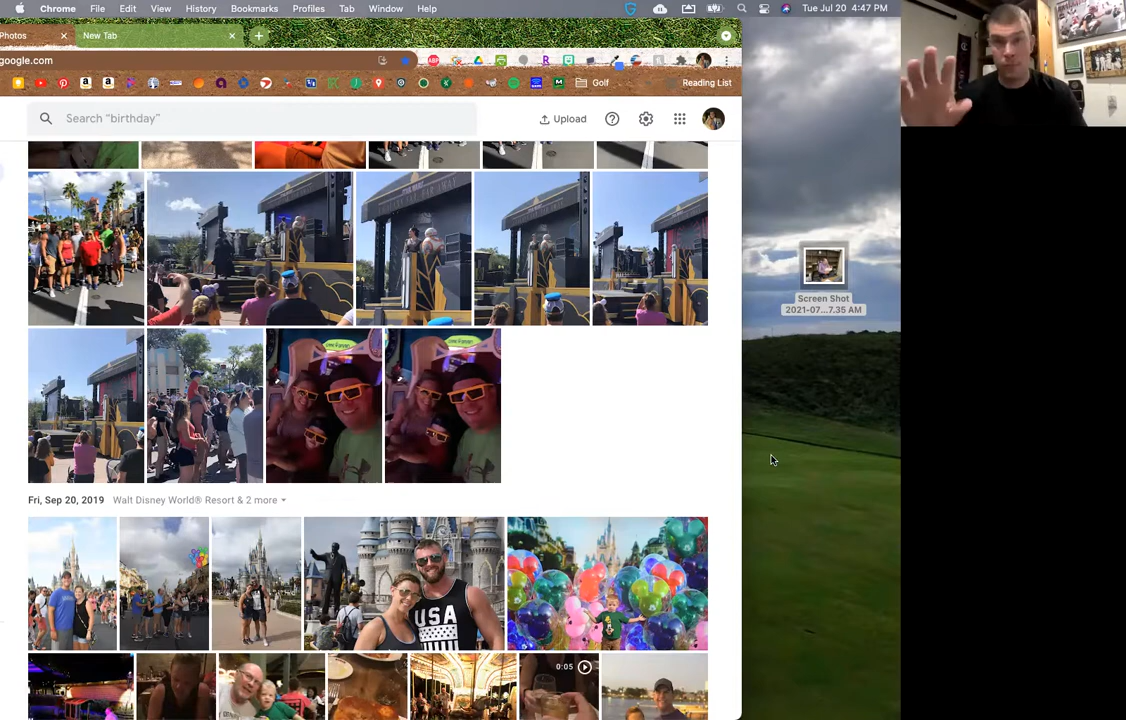 Chrome File Edit View History Bookmarks Profiles Tab Window Help Tue Jul 20 4:47 PM
Photos New Tab
google.com
Golf Reading List
Search “birthday” Upload
Screen Shot
2021-07...7.35 AM
Fri, Sep 20, 2019 Walt Disney World® Resort & 2 more
USA
0:05